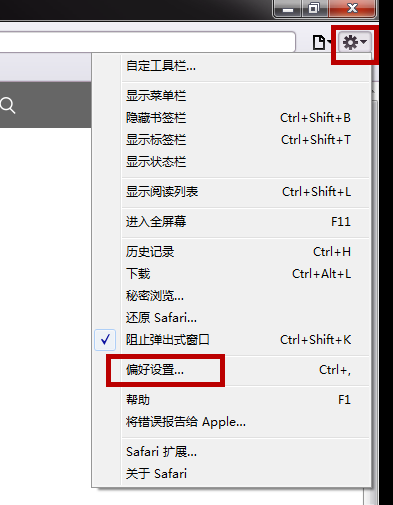 自定工具栏...
显示菜单栏
隐藏书签栏 Ctrl+Shift+B
显示标签栏 Ctrl+Shift+T
显示状态栏
显示阅读列表 Ctrl+Shift+L
进入全屏幕 F11
历史记录 Ctrl+H
下载 Ctrl+Alt+L
秘密浏览...
还原 Safari...
阻止弹出式窗口 Ctrl+Shift+K
偏好设置... Ctrl+,
帮助 F1
将错误报告给 Apple...
Safari 扩展...
关于 Safari